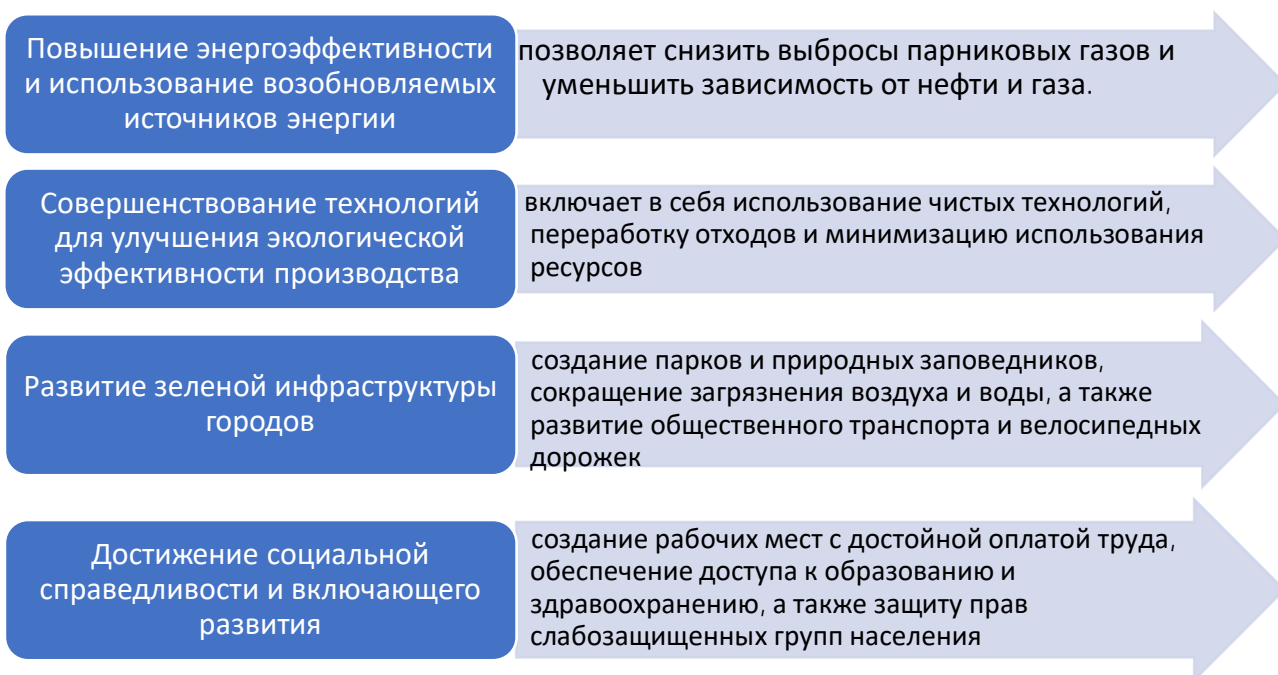 Повышение энергоэффективности
и использование возобновляемых
источников энергии
позволяет снизить выбросы парниковых газов и
уменьшить зависимость от нефти и газа.
Совершенствование технологий
для улучшения экологической
эффективности производства
включает в себя использование чистых технологий,
переработку отходов и минимизацию использования
ресурсов
Развитие зеленой инфраструктуры
городов
создание парков и природных заповедников,
сокращение загрязнения воздуха и воды, а также
развитие общественного транспорта и велосипедных
дорожек
Достижение социальной
справедливости и включающего
развития
создание рабочих мест с достойной оплатой труда,
обеспечение доступа к образованию и
здравоохранению, а также защиту прав
слабозащищенных групп населения